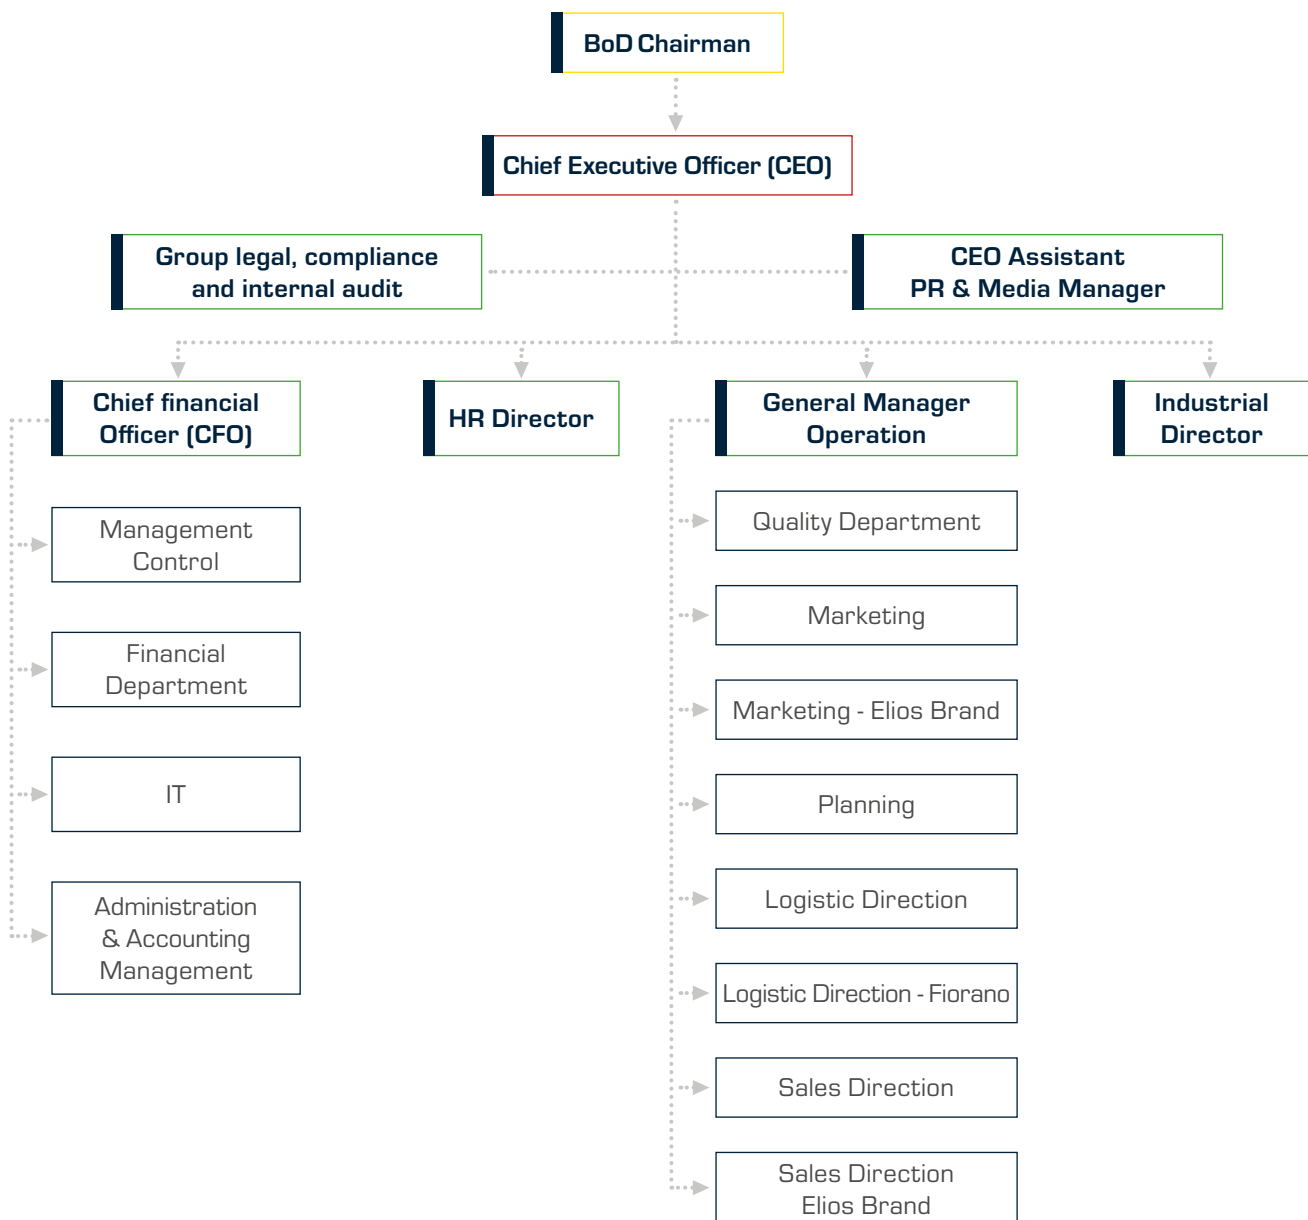 BoD Chairman
Chief Executive Officer (CEO)
Group legal, compliance
and internal audit
CEO Assistant
PR & Media Manager
Chief financial
Officer (CFO)
HR Director
General Manager
Operation
Industrial
Director
Management
Control
Financial
Department
IT
Administration
& Accounting
Management
Quality Department
Marketing
Marketing - Elios Brand
Planning
Logistic Direction
Logistic Direction - Fiorano
Sales Direction
Sales Direction
Elios Brand